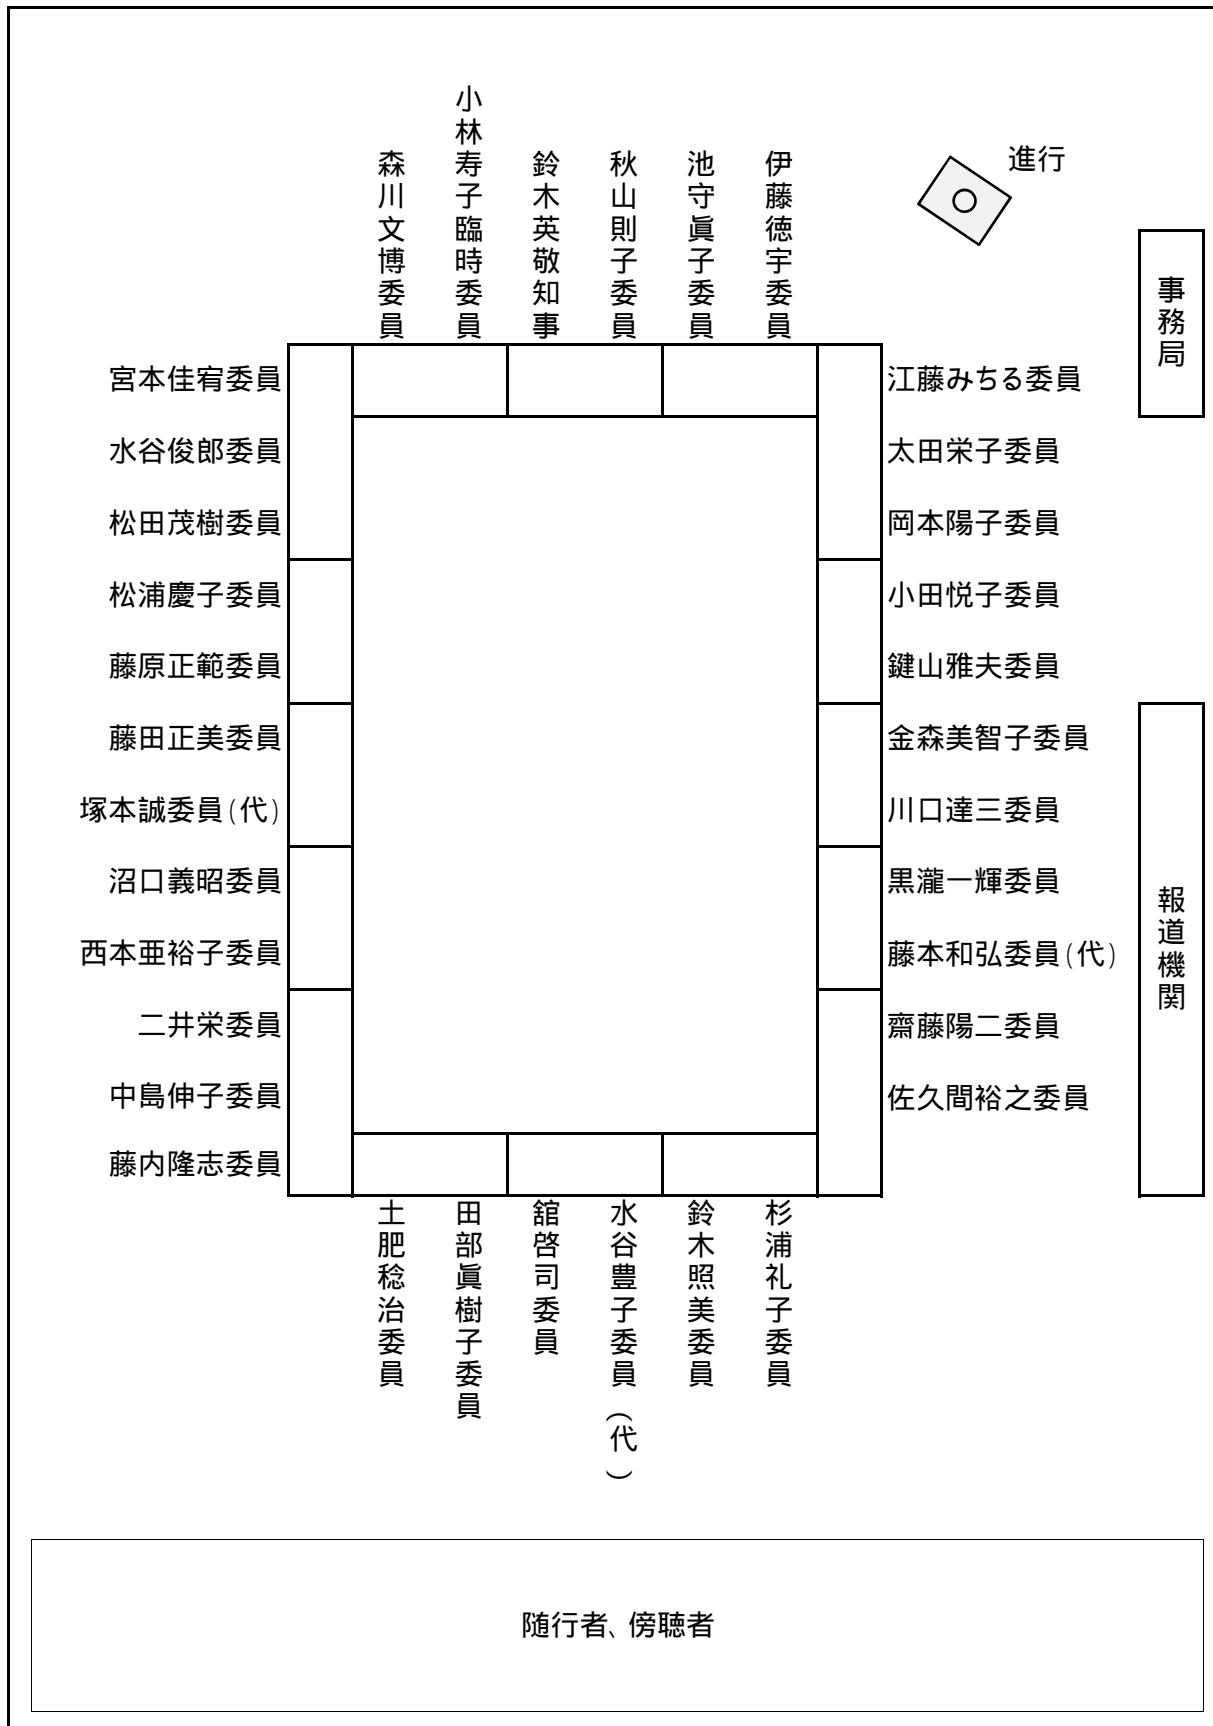 進行
事務局
森川文博委員
小林寿子臨時委員
鈴木英敬知事
秋山則子委員
池守眞子委員
伊藤徳宇委員
宮本佳宥委員
水谷俊郎委員
松田茂樹委員
松浦慶子委員
藤原正範委員
藤田正美委員
塚本誠委員(代)
沼口義昭委員
西本亜裕子委員
二井栄委員
中島伸子委員
藤内隆志委員
江藤みちる委員
太田栄子委員
岡本陽子委員
小田悦子委員
鍵山雅夫委員
金森美智子委員
川口達三委員
黒瀧一輝委員
藤本和弘委員(代)
齋藤陽二委員
佐久間裕之委員
報道機関
土肥稔治委員
田部眞樹子委員
舘啓司委員
水谷豊子委員(代)
鈴木照美委員
杉浦礼子委員
随行者、傍聴者